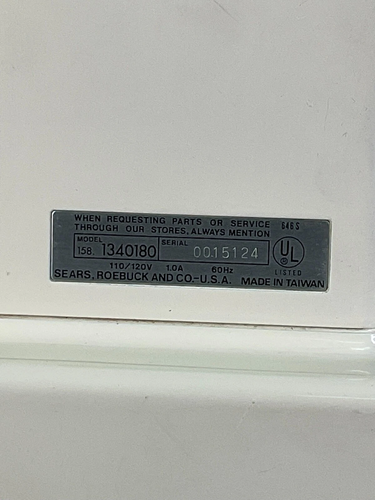 WHEN REQUESTING PARTS OR SERVICE
THROUGH OUR STORES, ALWAYS MENTION
646 S
MODEL
158. 1340180
SERIAL
0015124
UL
LISTED
110/120V 1.0A 60Hz
SEARS, ROEBUCK AND CO.-U.S.A. MADE IN TAIWAN